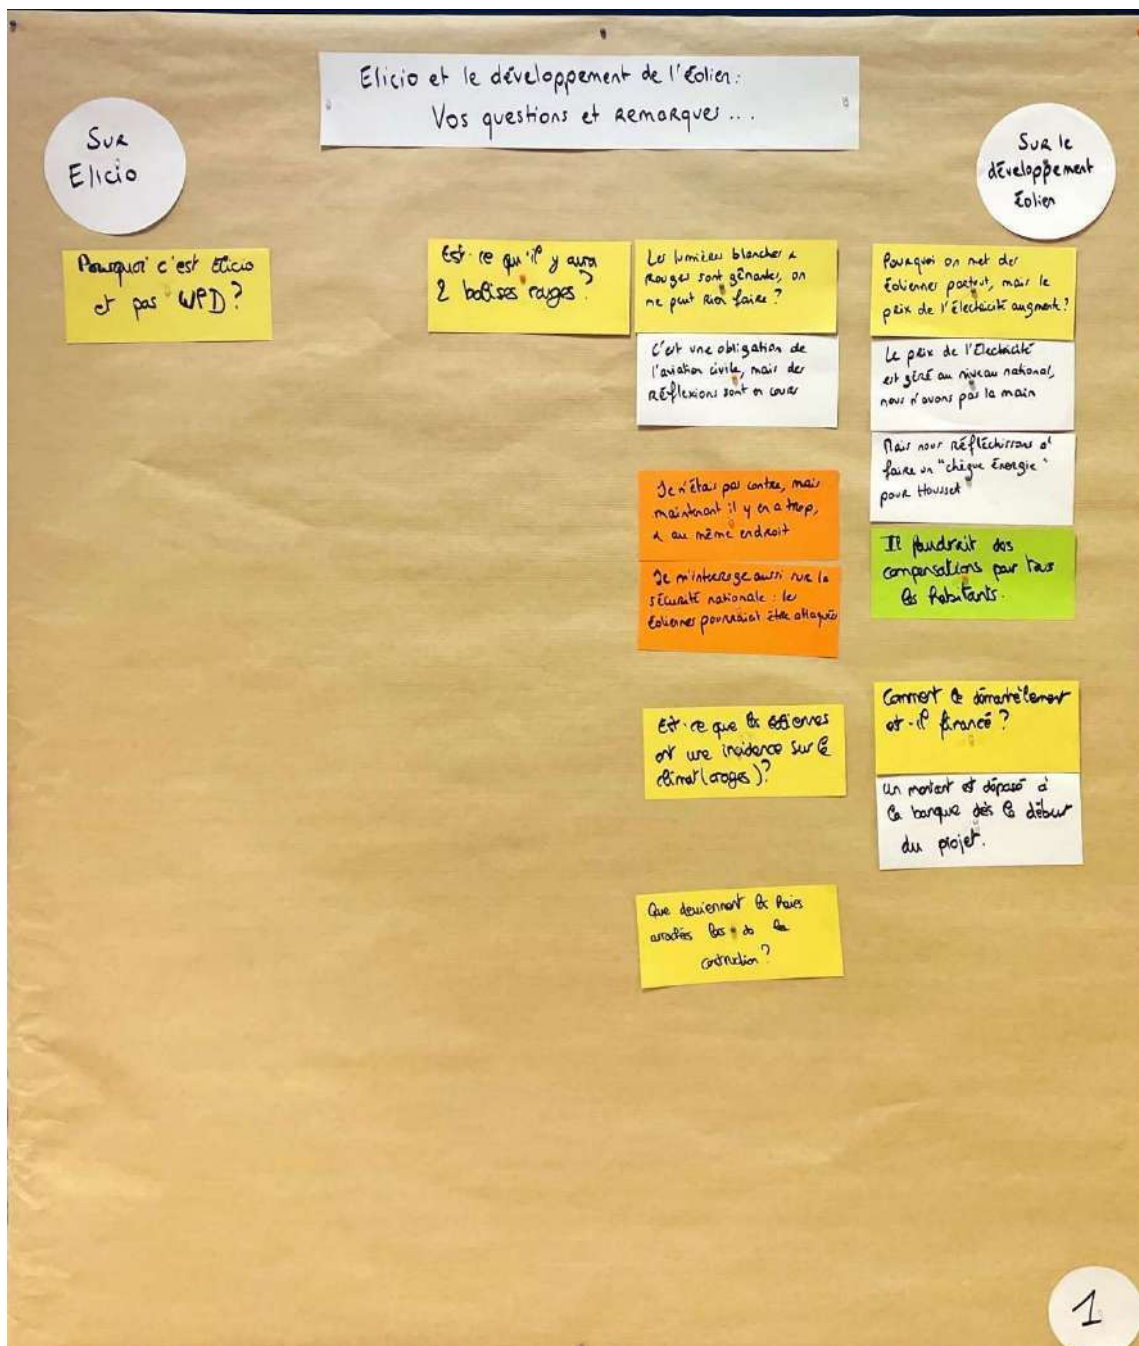 Elicio et le développement de l'Éolien :
Vos questions et Remarques ...
Sur
Elicio
Sur le
développement
Éolien
Pourquoi c'est Elicio
et pas WPD ?
Est-ce qu'il y aura
2 balises rouges ?
Les lumières blanches &
Rouges sont gênantes, on
ne peut Rien faire ?
C'est une obligation de
l'aviation civile, mais des
Réflexions sont en cours
Je n'étais pas contre, mais
maintenant il y en a trop,
& au même endroit
Je m'interroge aussi sur la
sécurité nationale : les
éoliennes pourraient être attaquées
Est-ce que les éoliennes
ont une incidence sur le
climat (orages) ?
Que deviennent les haies
arrachées lors de la
contruction ?
Pourquoi on met des
Éoliennes partout, mais le
prix de l'électricité augmente ?
Le prix de l'Électricité
est géré au niveau national,
nous n'avons pas la main
Mais nous réfléchissons à
faire un "chèque Énergie"
pour Housset
Il faudrait des
compensations pour tous
les habitants.
Comment le démantèlement
est-il financé ?
Un montant est déposé à
la banque dès le début
du projet.
1